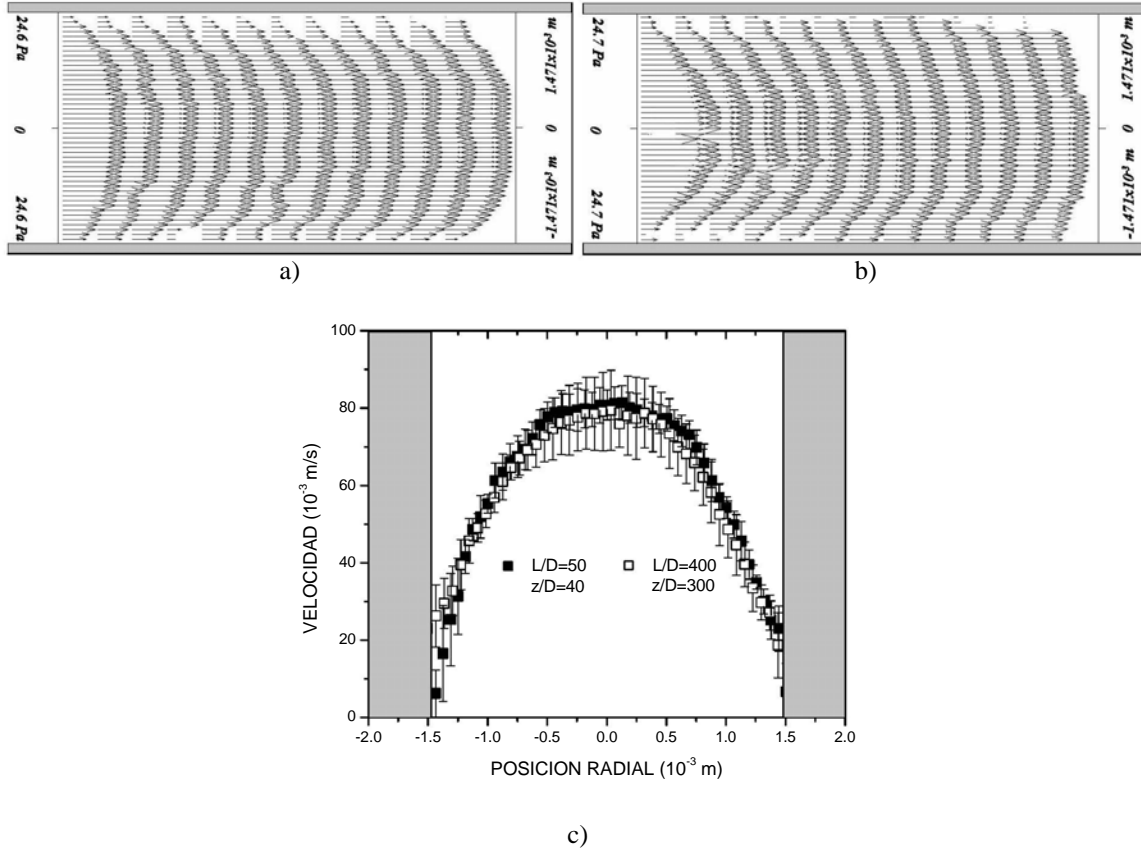 24.6 Pa
0
24.6 Pa
1.471x10⁻³ m
0
-1.471x10⁻³ m
a)
24.7 Pa
0
24.7 Pa
1.471x10⁻³ m
0
-1.471x10⁻³ m
b)
VELOCIDAD (10⁻³ m/s)
100
80
60
40
20
0
L/D=50
z/D=40
L/D=400
z/D=300
-2.0 -1.5 -1.0 -0.5 0.0 0.5 1.0 1.5 2.0
POSICION RADIAL (10⁻³ m)
c)